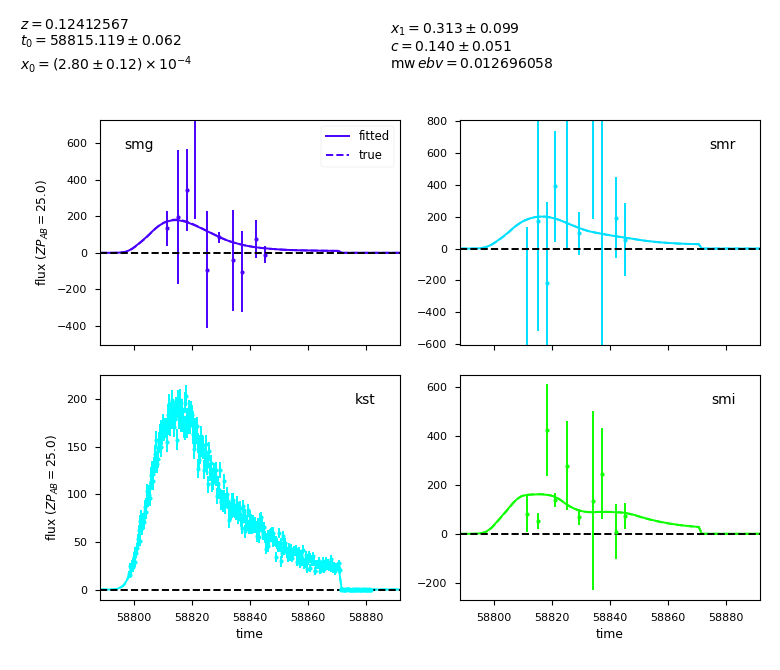 z = 0.12412567
t₀ = 58815.119 ± 0.062
x₀ = (2.80 ± 0.12) × 10⁻⁴
x₁ = 0.313 ± 0.099
c = 0.140 ± 0.051
mwebv = 0.012696058
smg
fitted
true
600
400
200
0
−200
−400
flux (ZP_AB = 25.0)
smr
800
600
400
200
0
−200
−400
−600
kst
200
150
100
50
0
flux (ZP_AB = 25.0)
58800 58820 58840 58860 58880
time
smi
600
400
200
0
−200
58800 58820 58840 58860 58880
time